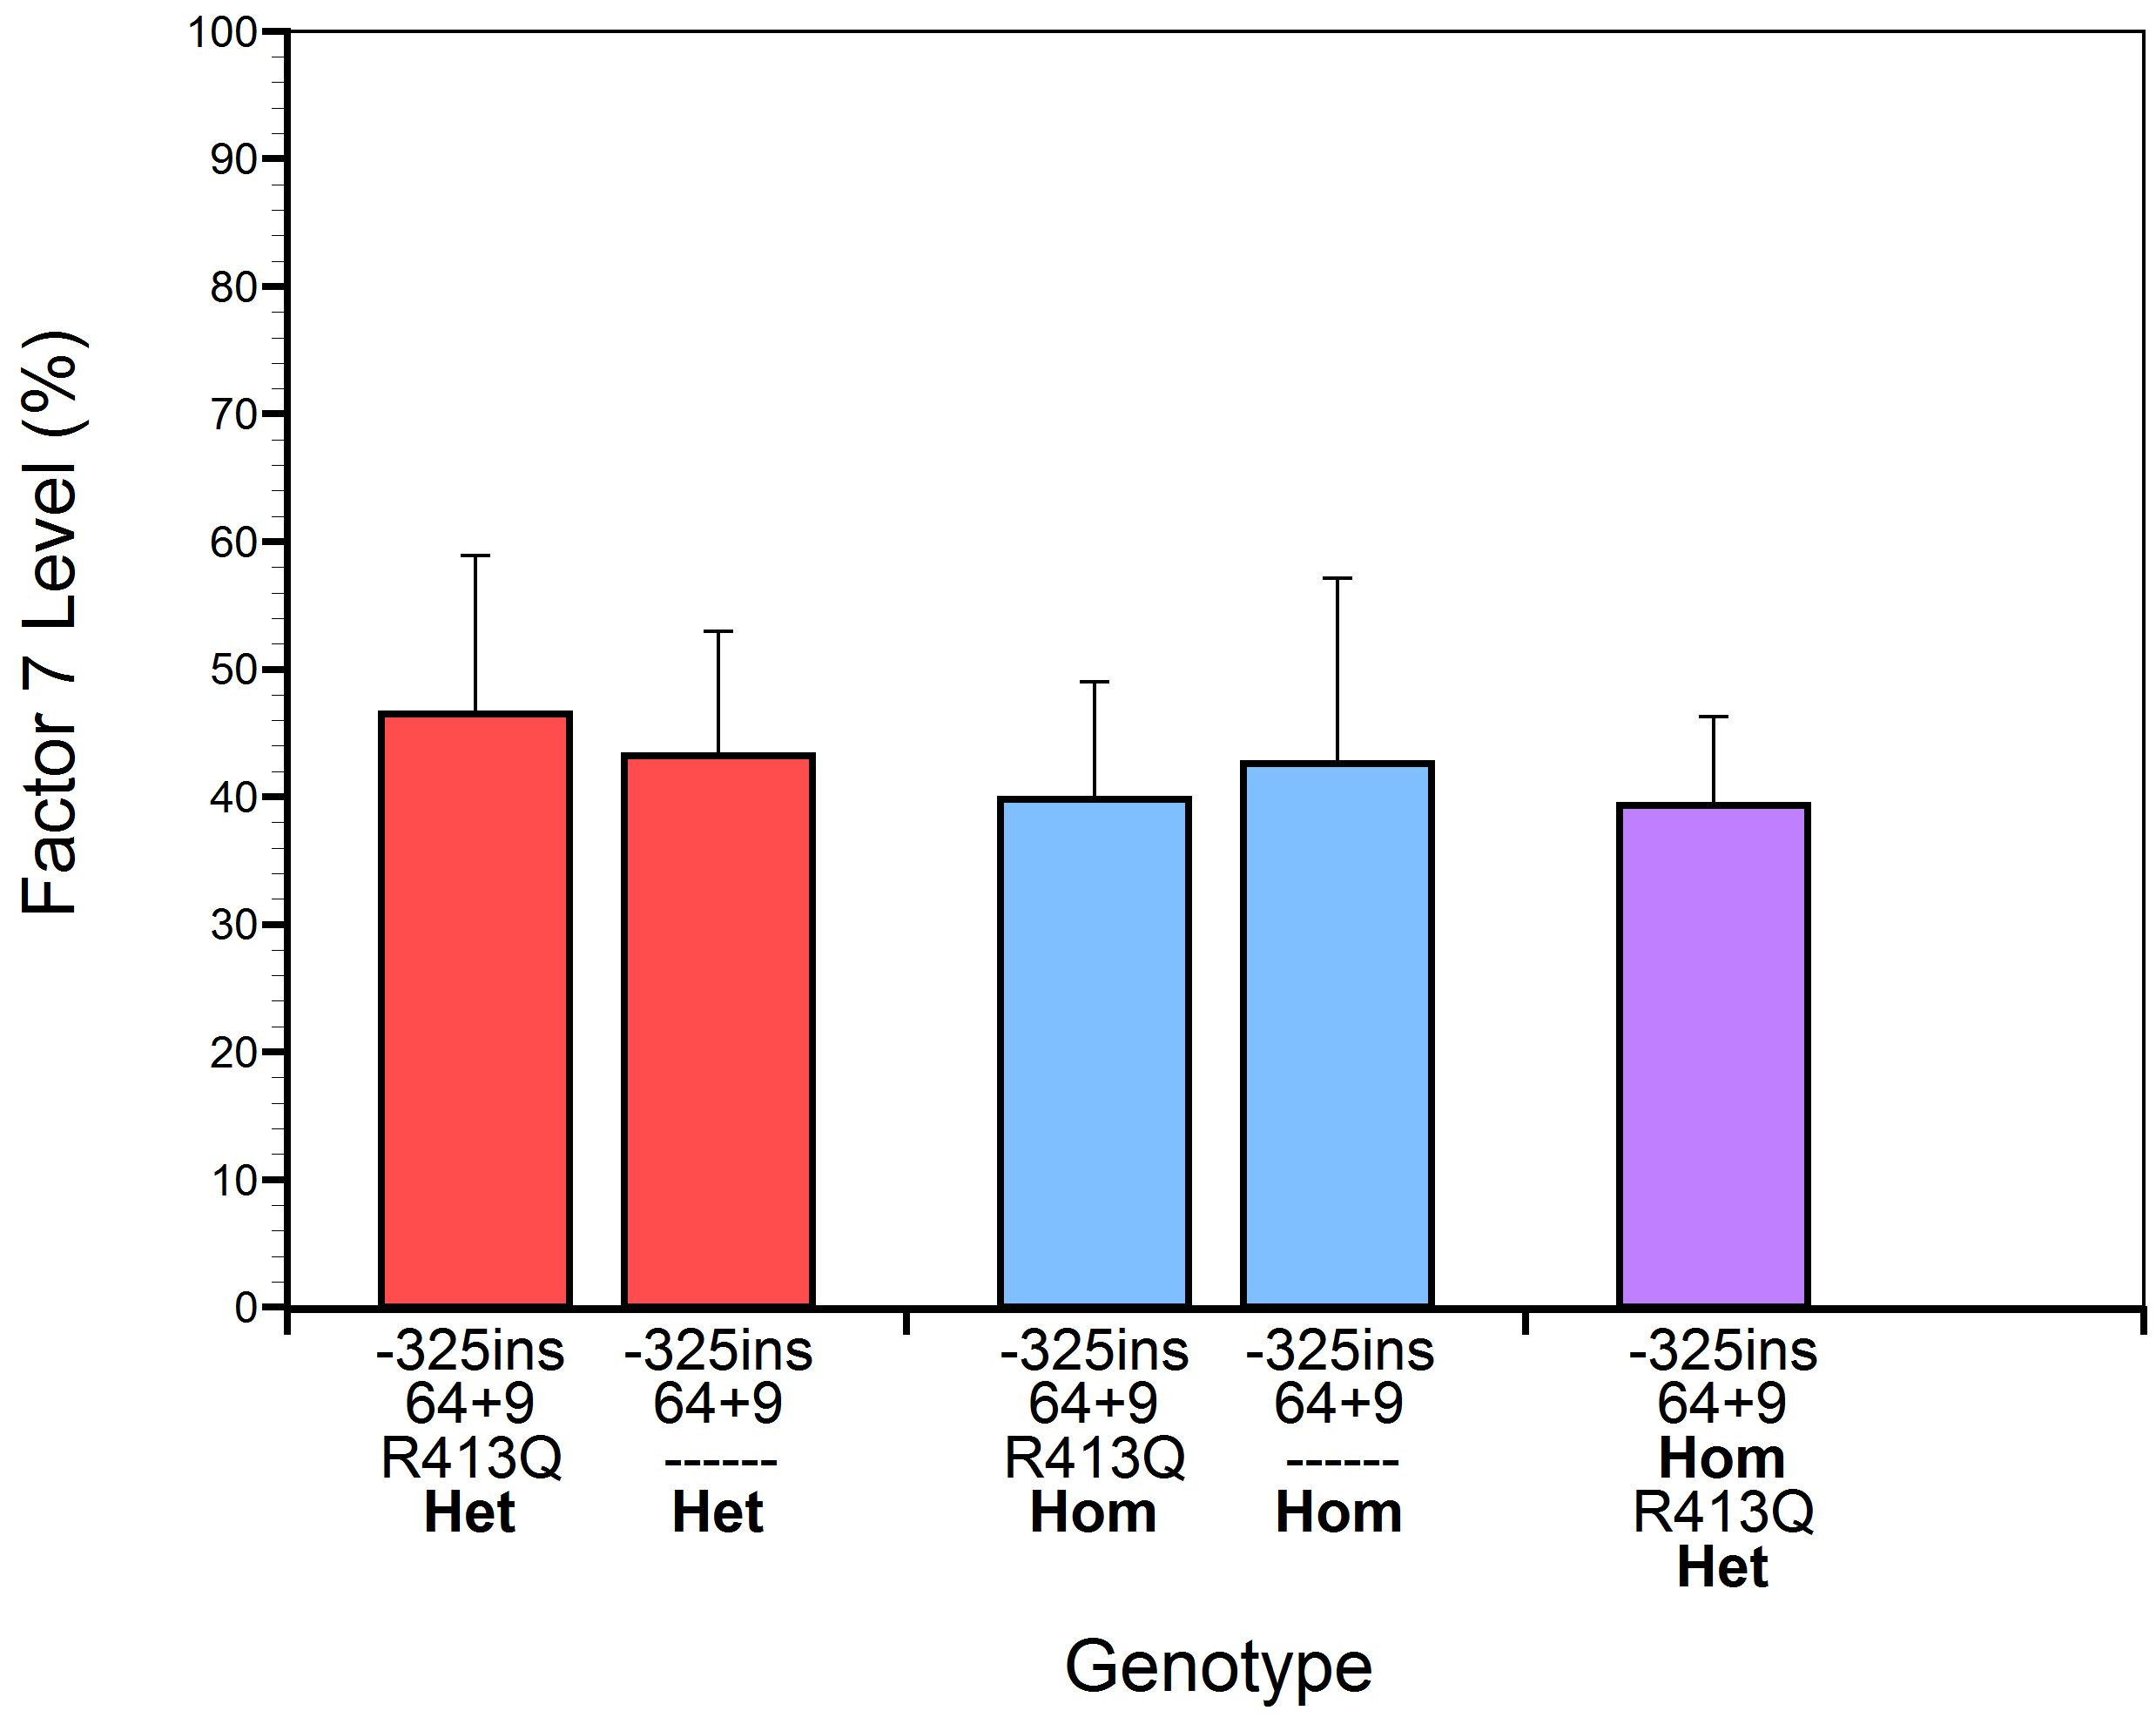 Factor 7 Level (%)
100
90
80
70
60
50
40
30
20
10
0
-325ins
64+9
R413Q
Het
-325ins
64+9
------
Het
-325ins
64+9
R413Q
Hom
-325ins
64+9
------
Hom
-325ins
64+9
Hom
R413Q
Het
Genotype